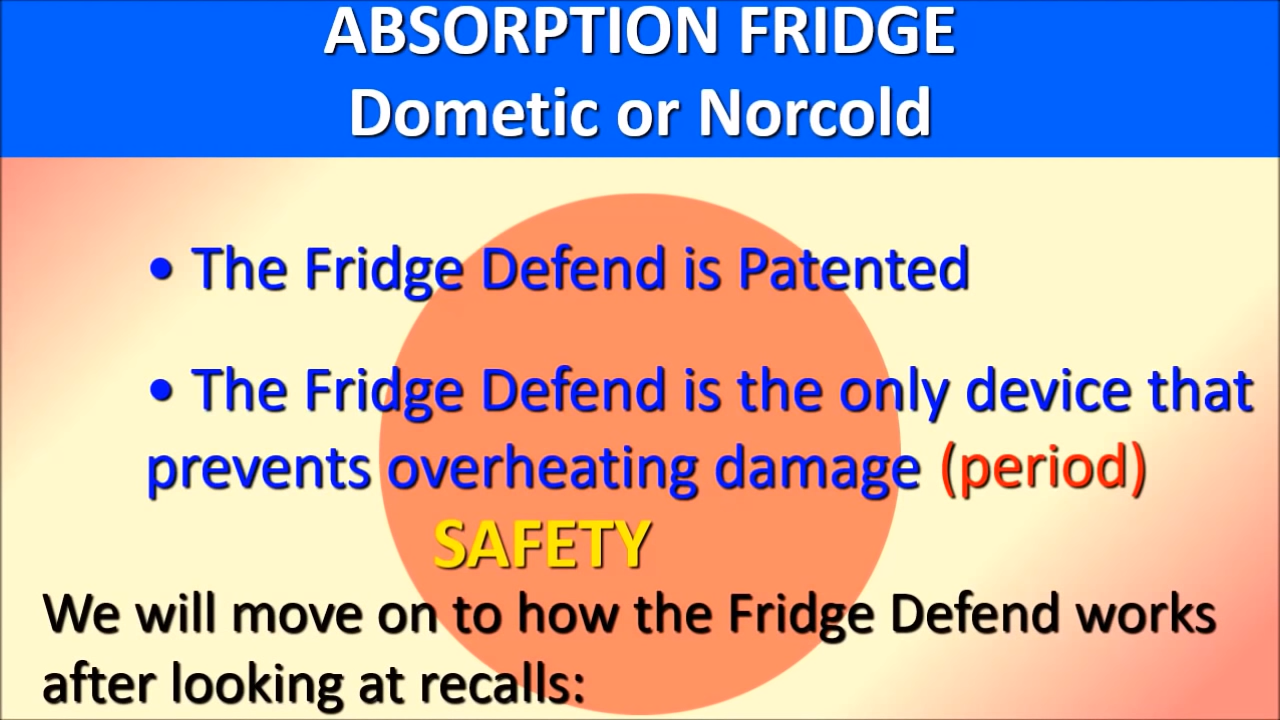 ABSORPTION FRIDGE
Dometic or Norcold
• The Fridge Defend is Patented
• The Fridge Defend is the only device that
prevents overheating damage (period)
SAFETY
We will move on to how the Fridge Defend works
after looking at recalls: